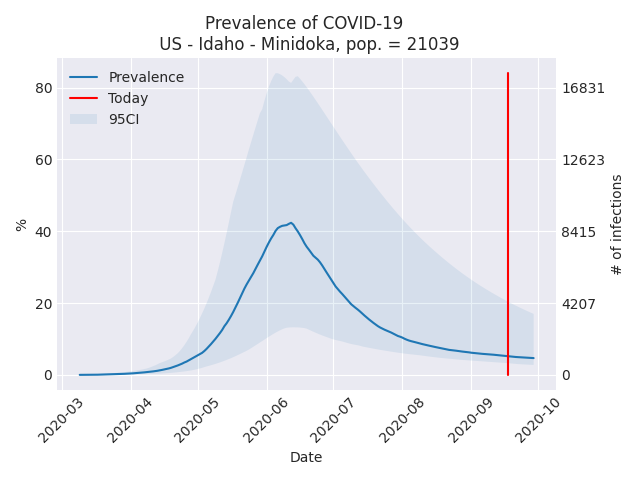 Prevalence of COVID-19
US - Idaho - Minidoka, pop. = 21039
Prevalence
Today
95CI
80
60
40
20
0
%
16831
12623
8415
4207
0
# of infections
2020-03
2020-04
2020-05
2020-06
2020-07
2020-08
2020-09
2020-10
Date